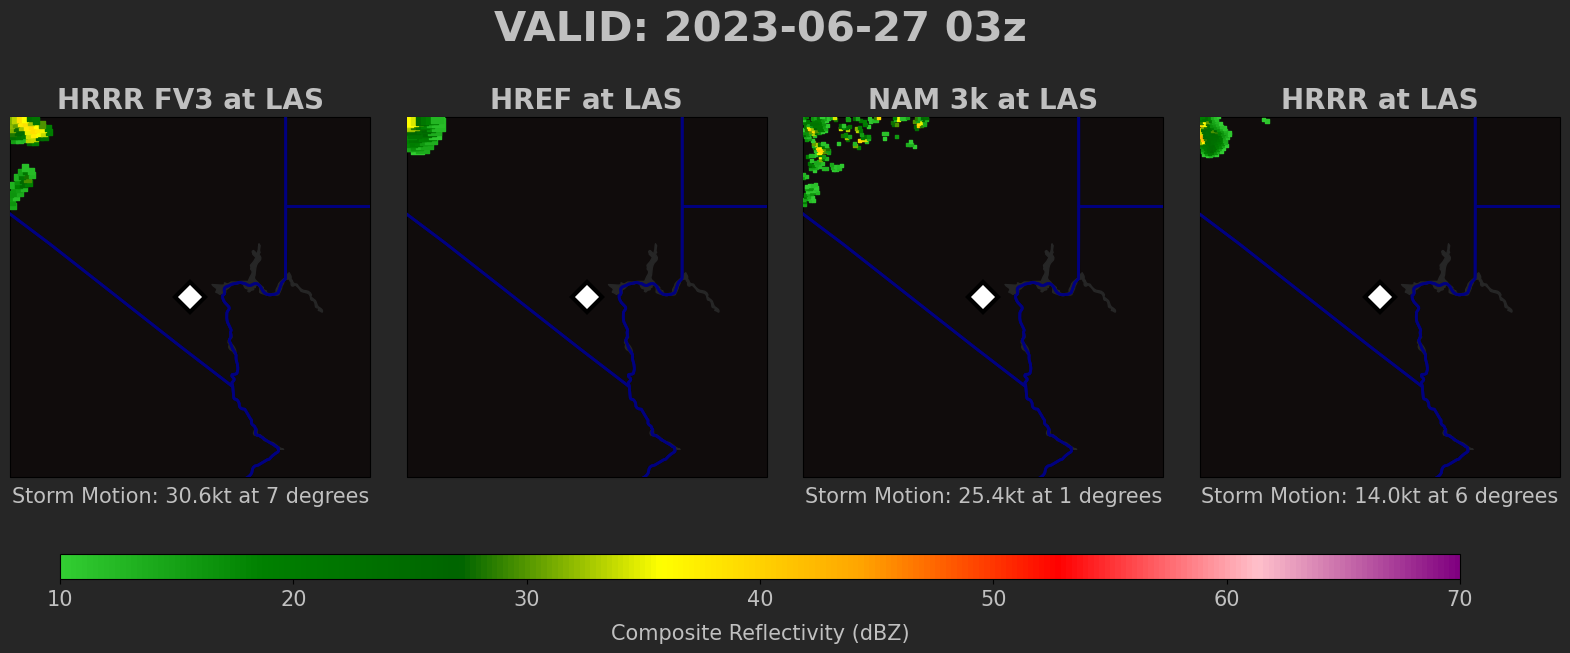 VALID: 2023-06-27 03z
HRRR FV3 at LAS
HREF at LAS
NAM 3k at LAS
HRRR at LAS
Storm Motion: 30.6kt at 7 degrees
Storm Motion: 25.4kt at 1 degrees
Storm Motion: 14.0kt at 6 degrees
10 20 30 40 50 60 70
Composite Reflectivity (dBZ)